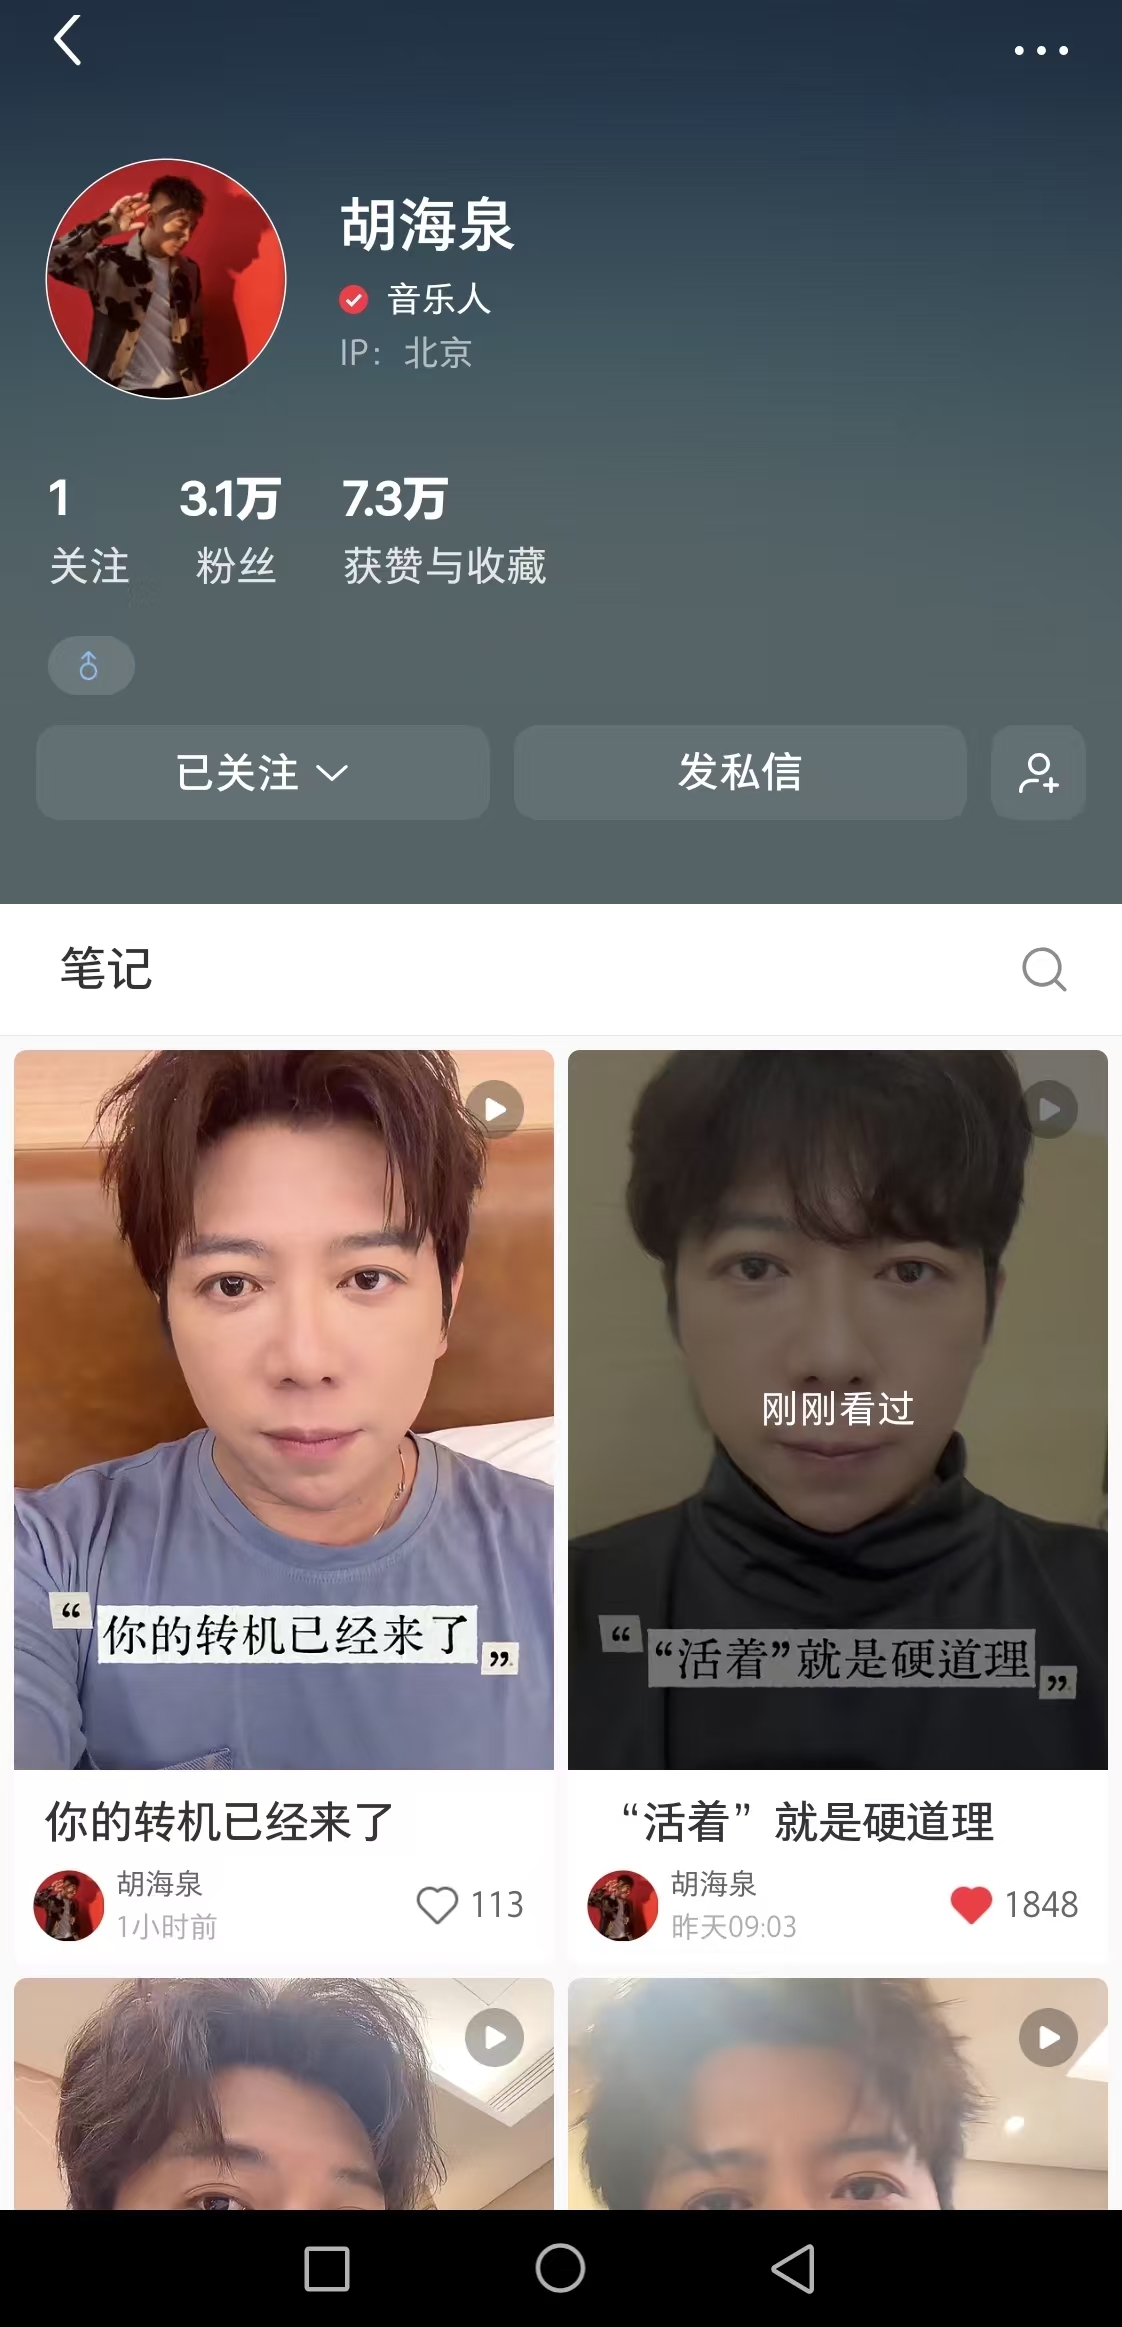 胡海泉
音乐人
IP：北京
1
3.1万
7.3万
关注
粉丝
获赞与收藏
已关注
发私信
笔记
“你的转机已经来了”
刚刚看过
““活着”就是硬道理”
你的转机已经来了
胡海泉
1小时前
113
“活着”就是硬道理
胡海泉
昨天09:03
1848